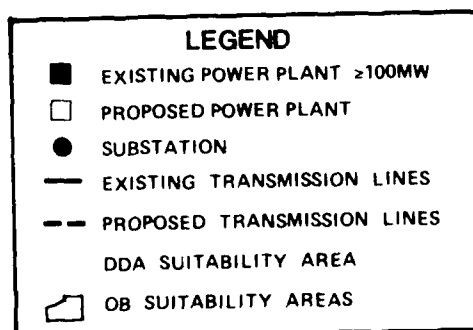 LEGEND
EXISTING POWER PLANT ≥100MW
PROPOSED POWER PLANT
SUBSTATION
EXISTING TRANSMISSION LINES
PROPOSED TRANSMISSION LINES
DDA SUITABILITY AREA
OB SUITABILITY AREAS